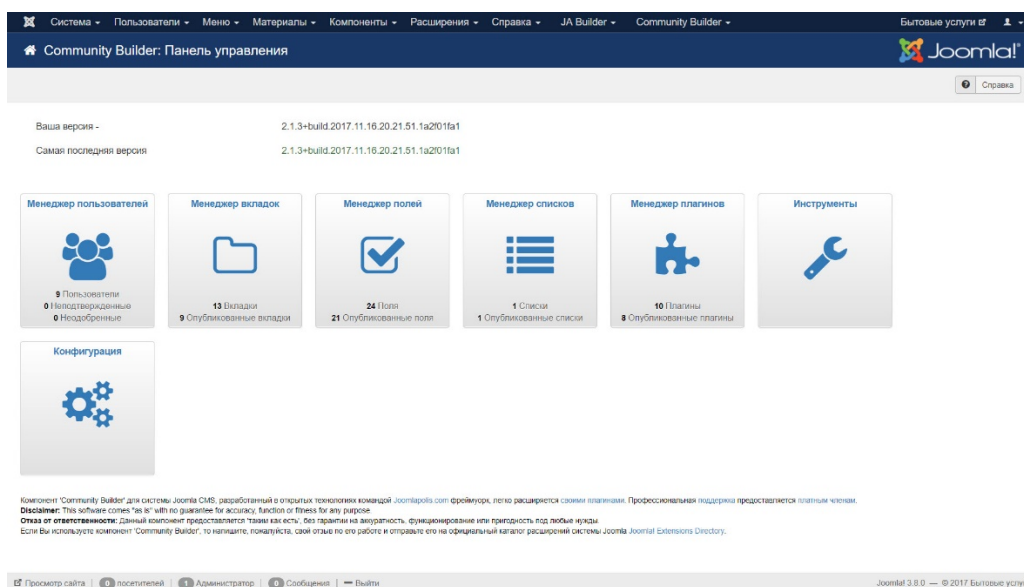 Система Пользователи Меню Материалы Компоненты Расширения Справка JA Builder Community Builder Бытовые услуги
Community Builder: Панель управления Joomla!
Справка
Ваша версия - 2.1.3+build.2017.11.16.20.21.51.1a2f01fa1
Самая последняя версия 2.1.3+build.2017.11.16.20.21.51.1a2f01fa1
Менеджер пользователей Менеджер вкладок Менеджер полей Менеджер списков Менеджер плагинов Инструменты
9 Пользователи
0 Неподтвержденные 13 Вкладки 24 Поля 1 Списки 10 Плагины
0 Неодобренные 9 Опубликованные вкладки 21 Опубликованные поля 1 Опубликованные списки 8 Опубликованные плагины
Конфигурация
Компонент 'Community Builder' для системы Joomla CMS, разработанный в открытых технологиях командой Joomlapolis.com фреймуорк, легко расширяется своими плагинами. Профессиональная поддержка предоставляется платным членам.
Disclaimer: This software comes "as is" with no guarantee for accuracy, function or fitness for any purpose.
Отказ от ответственности: Данный компонент предоставляется 'таким как есть', без гарантии на аккуратность, функционирование или пригодность под любые нужды.
Если Вы используете компонент 'Community Builder', то напишите, пожалуйста, свой отзыв по его работе и отправьте его на официальный каталог расширений системы Joomla Joomla! Extensions Directory.
Просмотр сайта 0 посетителей 1 Администратор 0 Сообщения Выйти Joomla! 3.8.0 — © 2017 Бытовые услуги